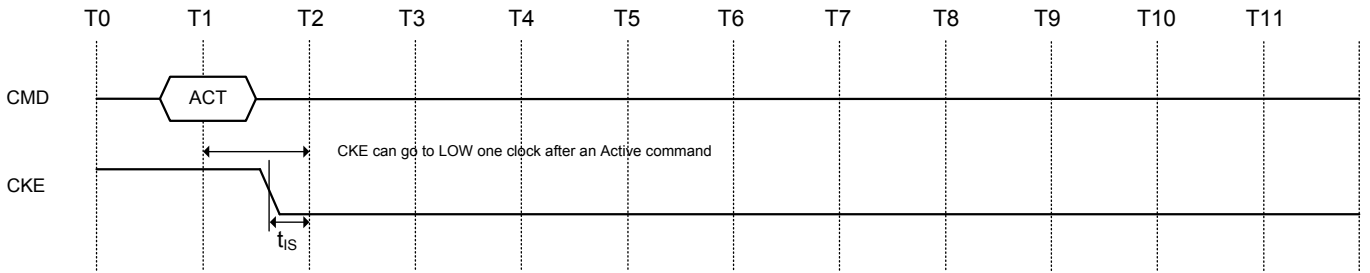 T0 T1 T2 T3 T4 T5 T6 T7 T8 T9 T10 T11
CMD ACT
CKE can go to LOW one clock after an Active command
CKE
tIS